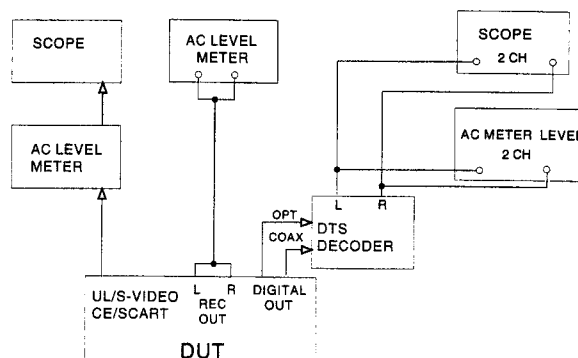 SCOPE
AC LEVEL
METER
SCOPE
2 CH
AC LEVEL
METER
AC METER LEVEL
2 CH
L R
OPT
COAX
DTS
DECODER
UL/S-VIDEO
CE/SCART
L R
REC
OUT
DIGITAL
OUT
DUT